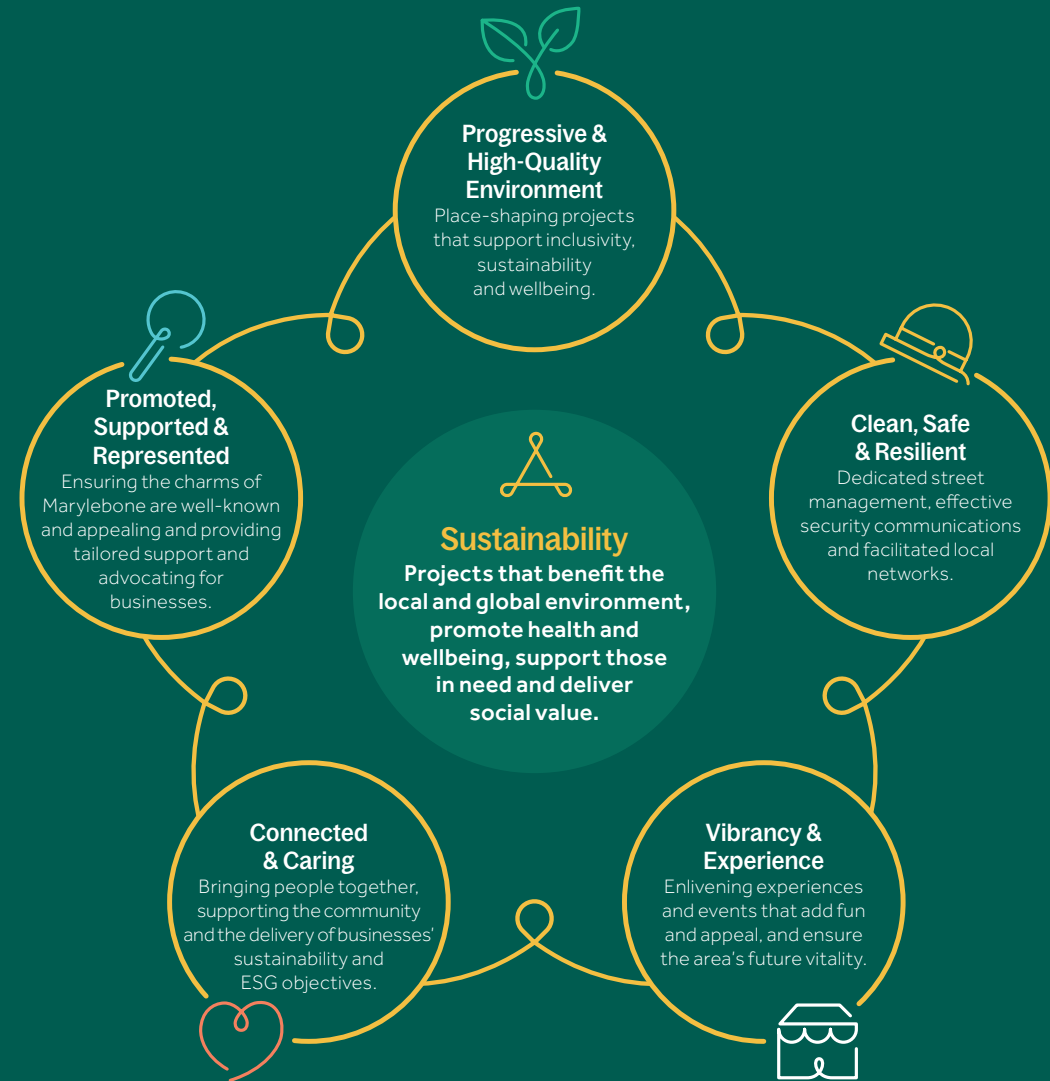 Progressive &
High-Quality
Environment
Place-shaping projects
that support inclusivity,
sustainability
and wellbeing.
Promoted,
Supported &
Represented
Ensuring the charms of
Marylebone are well-known
and appealing and providing
tailored support and
advocating for
businesses.
Clean, Safe
& Resilient
Dedicated street
management, effective
security communications
and facilitated local
networks.
Sustainability
Projects that benefit the
local and global environment,
promote health and
wellbeing, support those
in need and deliver
social value.
Connected
& Caring
Bringing people together,
supporting the community
and the delivery of businesses’
sustainability and
ESG objectives.
Vibrancy &
Experience
Enlivening experiences
and events that add fun
and appeal, and ensure
the area’s future vitality.